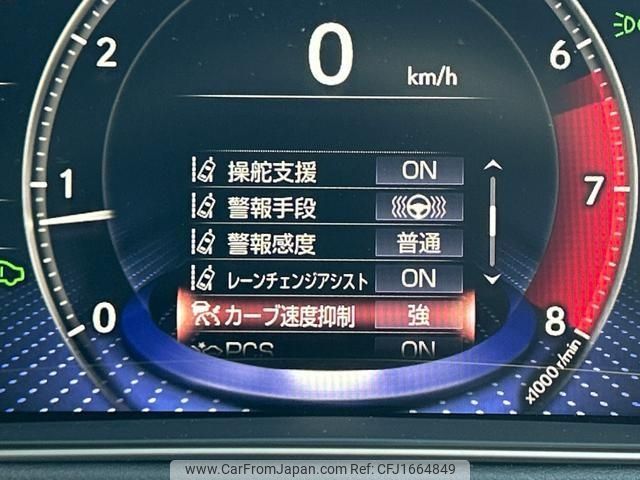 0
km/h
2
6
1
7
0
8
x1000 r/min
操舵支援 ON
警報手段
警報感度 普通
レーンチェンジアシスト ON
カーブ速度抑制 強
PCS ON
www.CarFromJapan.com CFJ1664849